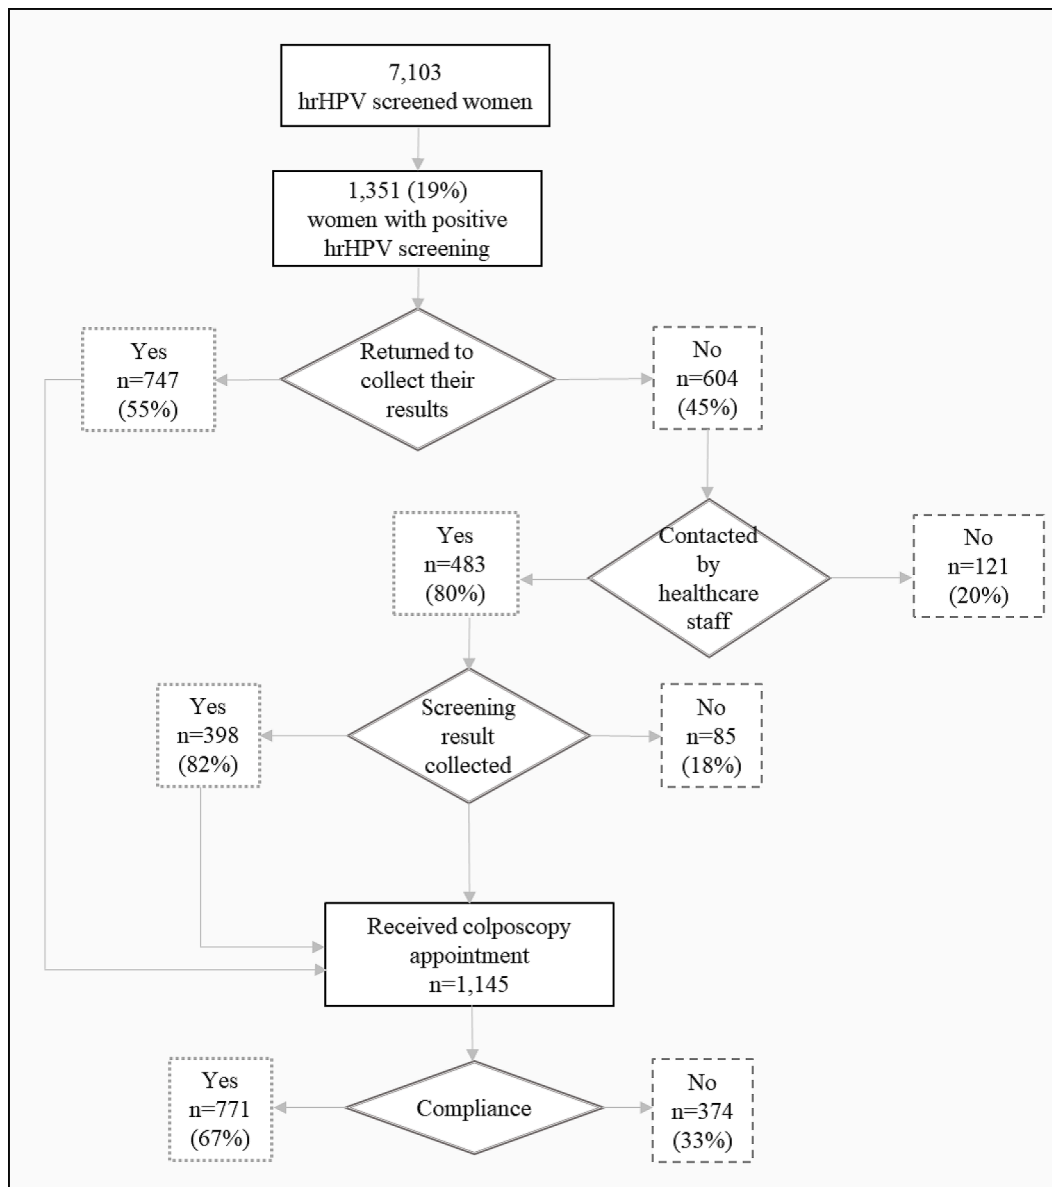 7,103
hrHPV screened women
1,351 (19%)
women with positive
hrHPV screening
Yes
n=747
(55%)
Returned to
collect their
results
No
n=604
(45%)
Yes
n=483
(80%)
Contacted
by
healthcare
staff
No
n=121
(20%)
Yes
n=398
(82%)
Screening
result
collected
No
n=85
(18%)
Received colposcopy
appointment
n=1,145
Yes
n=771
(67%)
Compliance
No
n=374
(33%)